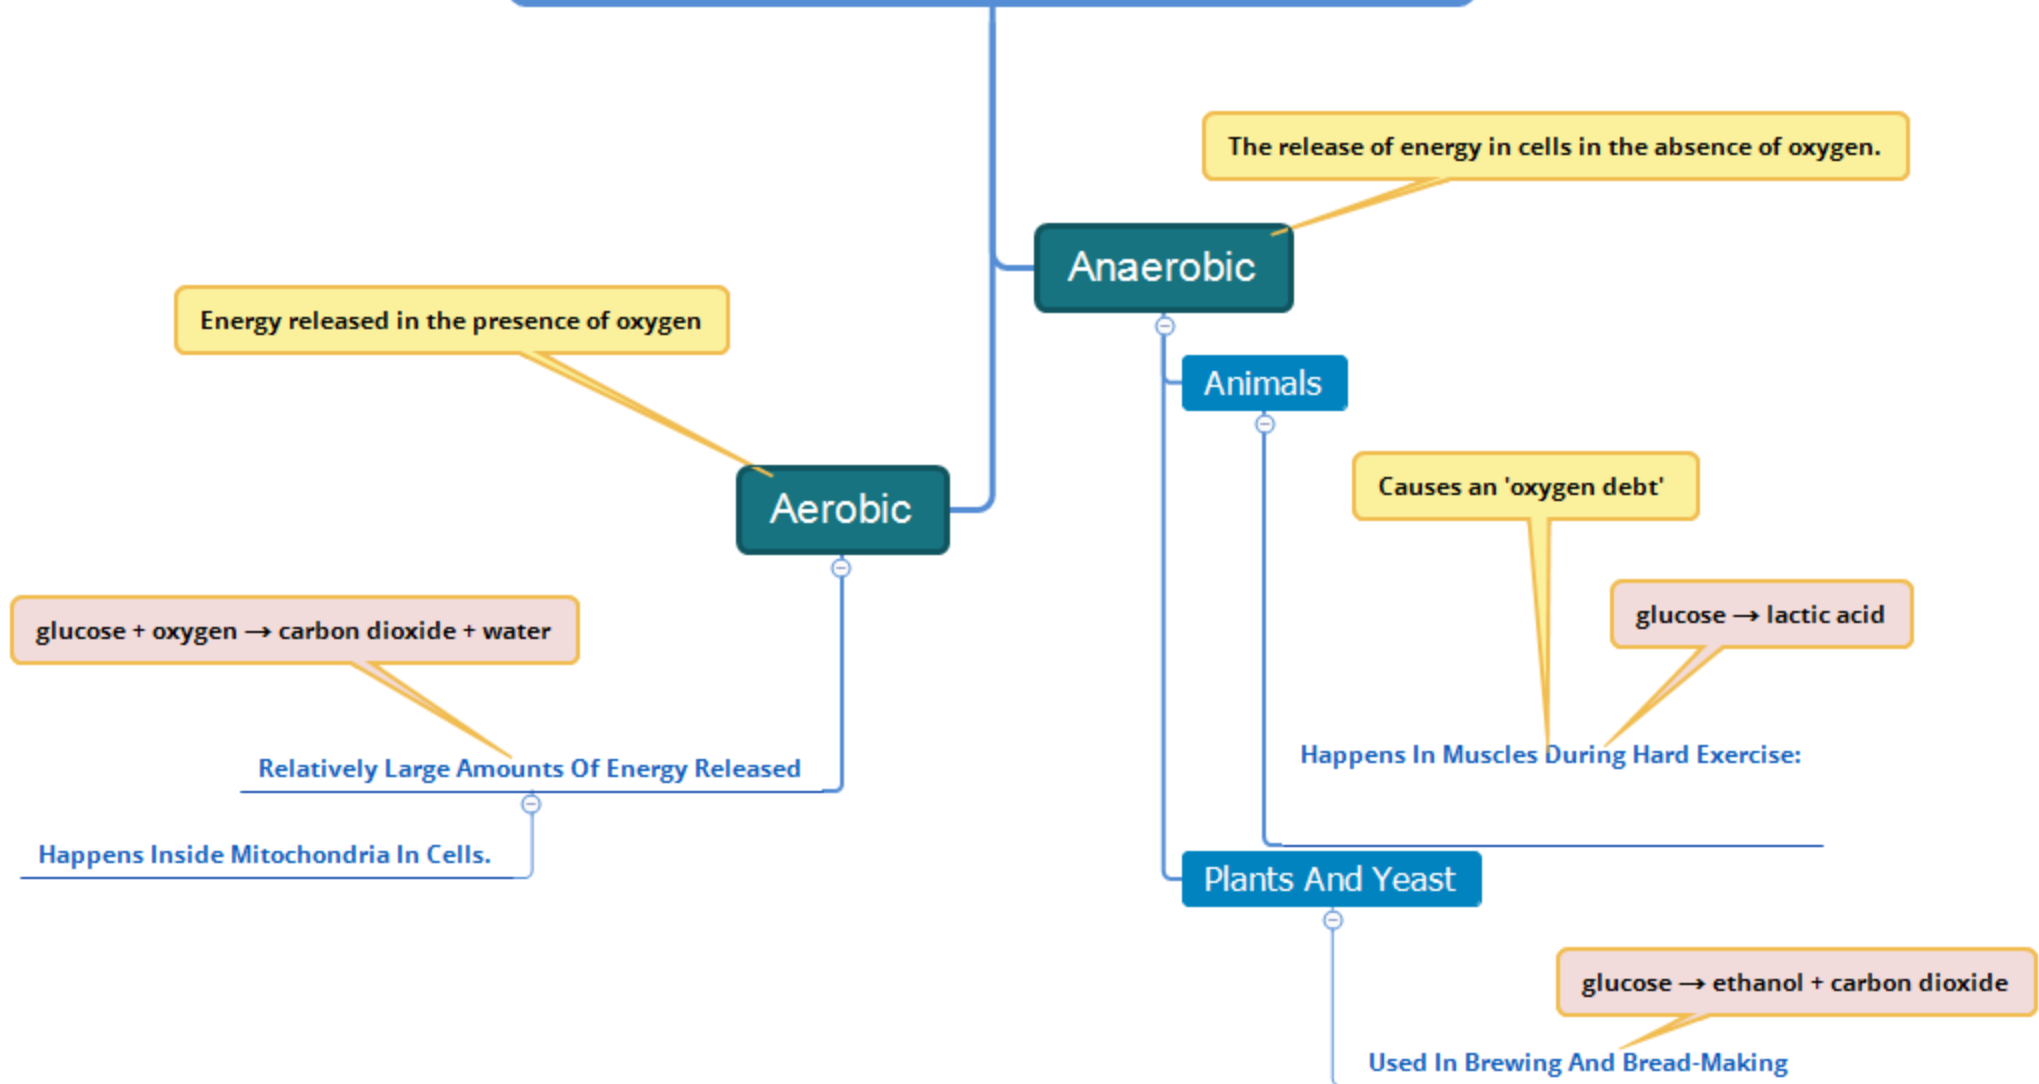 The release of energy in cells in the absence of oxygen.
Anaerobic
Energy released in the presence of oxygen
Animals
Causes an 'oxygen debt'
Aerobic
glucose → lactic acid
glucose + oxygen → carbon dioxide + water
Happens In Muscles During Hard Exercise:
Relatively Large Amounts Of Energy Released
Happens Inside Mitochondria In Cells.
Plants And Yeast
glucose → ethanol + carbon dioxide
Used In Brewing And Bread-Making